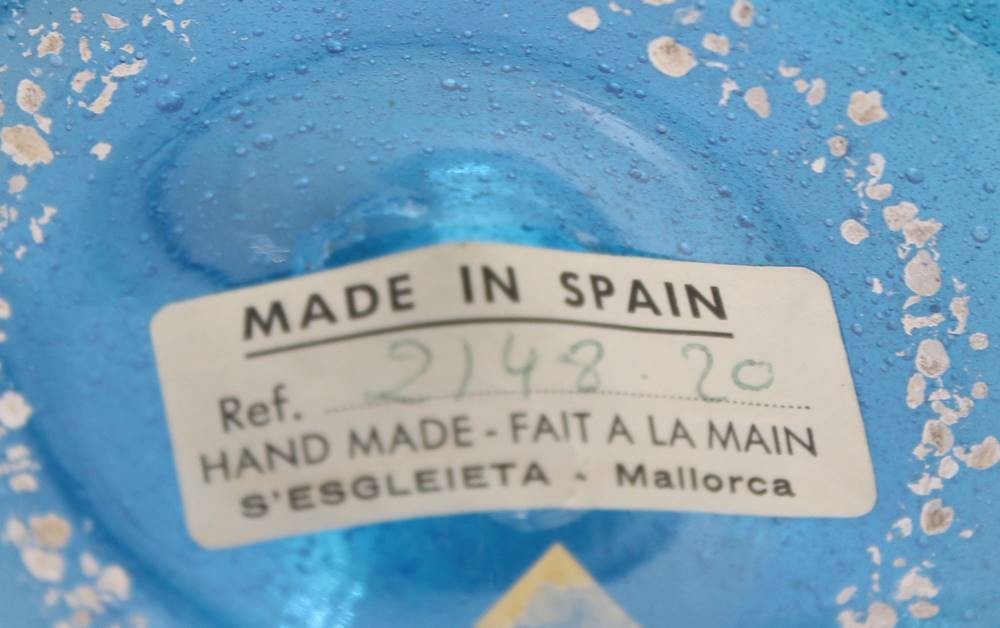 MADE IN SPAIN
Ref. 2148.20
HAND MADE - FAIT A LA MAIN
S'ESGLEIETA - Mallorca